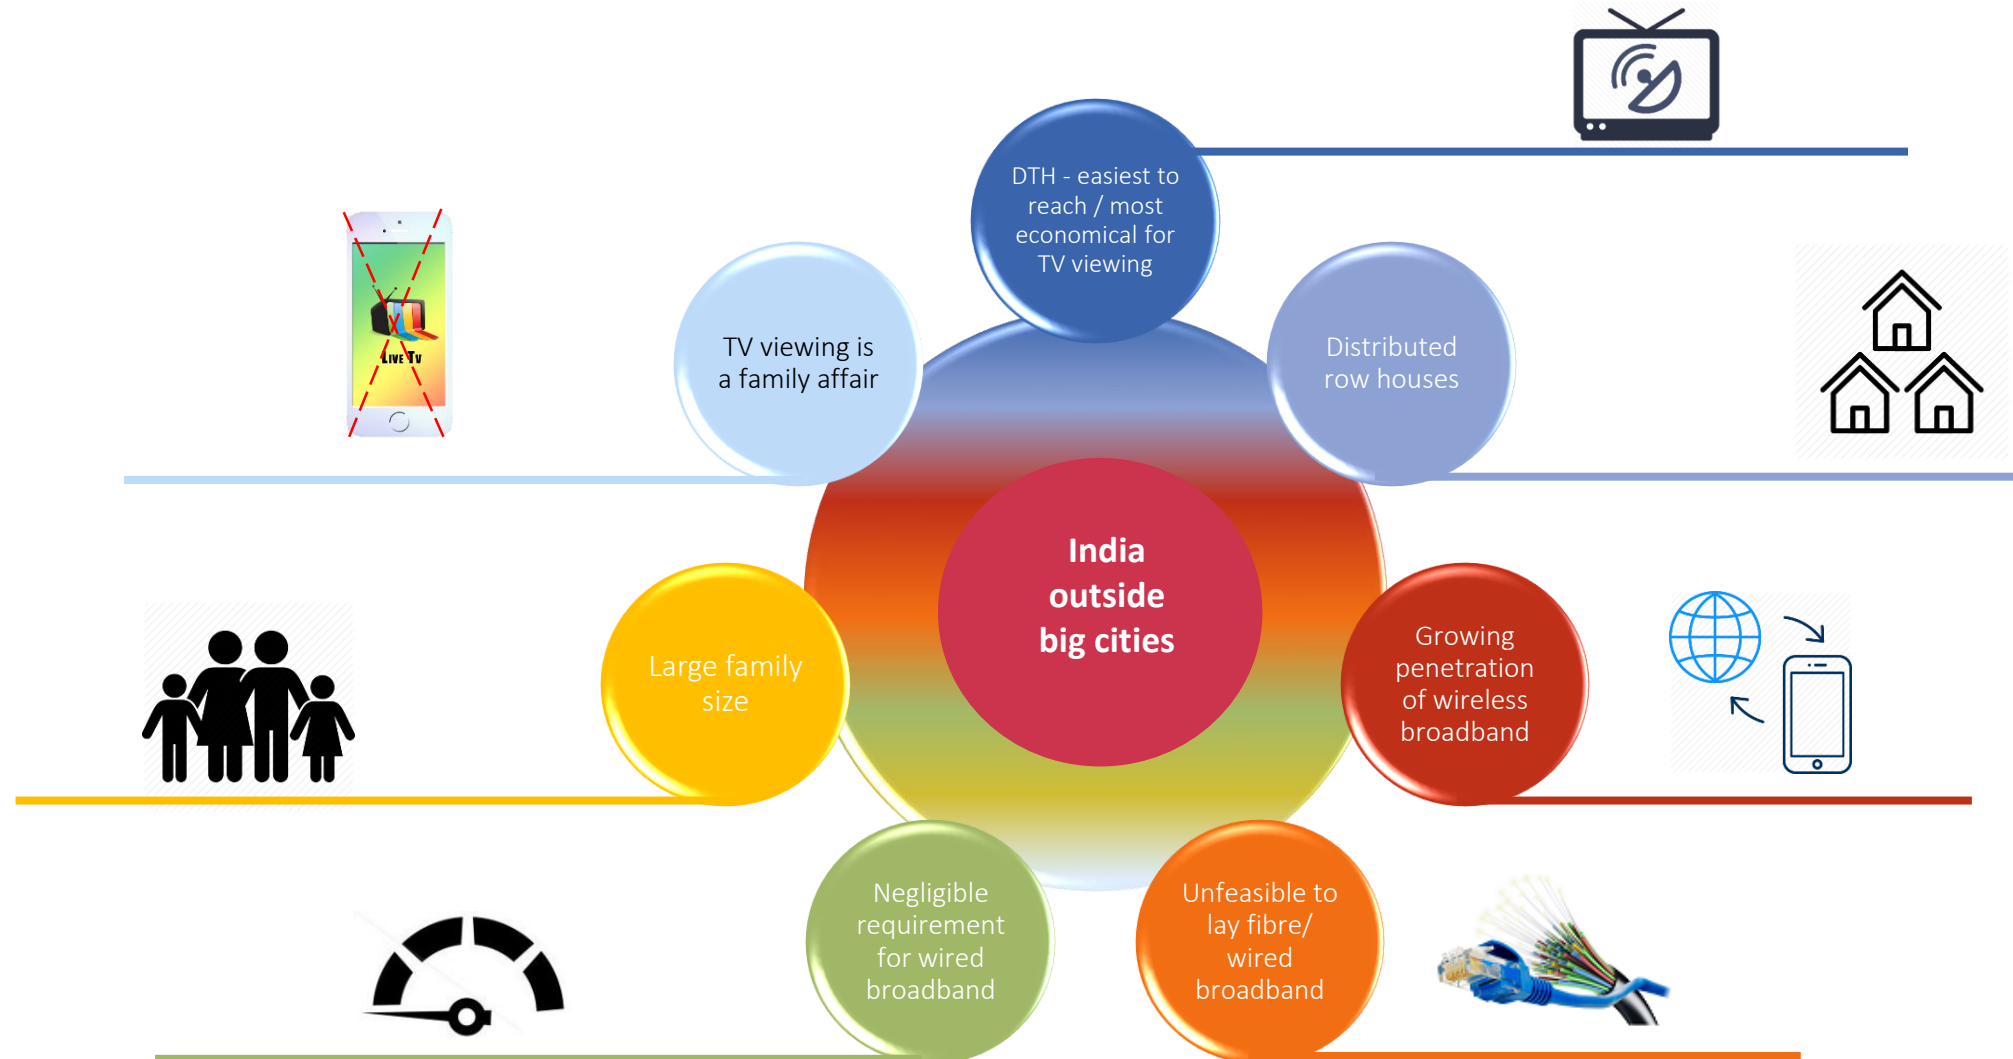 DTH - easiest to
reach / most
economical for
TV viewing
TV viewing is
a family affair
LIVE TV
Distributed
row houses
India
outside
big cities
Large family
size
Growing
penetration
of wireless
broadband
Negligible
requirement
for wired
broadband
Unfeasible to
lay fibre/
wired
broadband